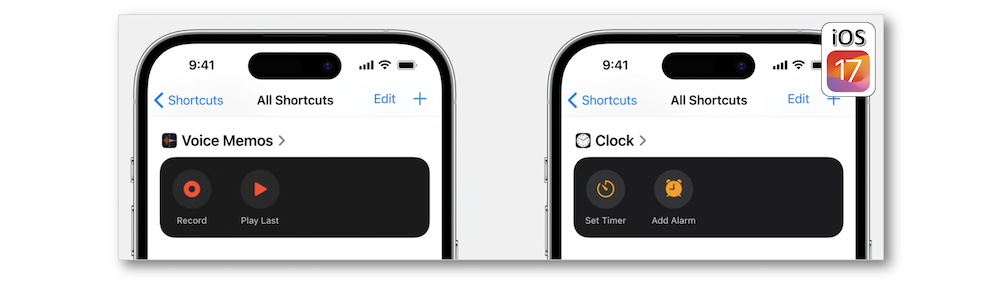 9:41
Shortcuts All Shortcuts Edit +
Voice Memos >
Record Play Last
9:41
Shortcuts All Shortcuts Edit +
Clock >
Set Timer Add Alarm
iOS
17